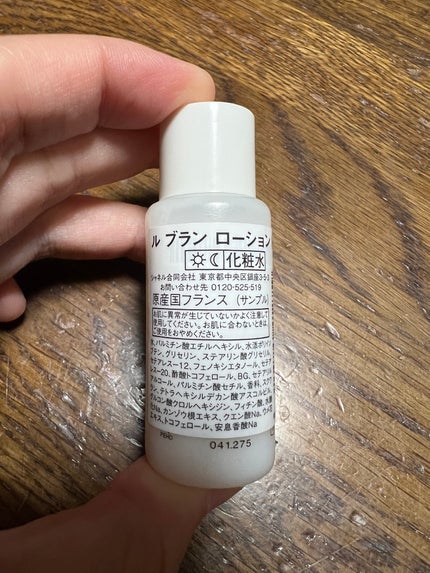 ル ブラン ローション
化粧水
シャネル合同会社 東京都中央区銀座3-5-3
お問い合わせ先 0120-525-519
原産国フランス (サンプル)
お肌に異常が生じていないかよく注意して
使用してください。お肌に合わないときは、
ご使用をおやめください。
水、パルミチン酸エチルヘキシル、水添ポリイソ
ブテン、グリセリン、ステアリン酸グリセリル、
セテアレス-12、フェノキシエタノール、セテア
レス-20、酢酸トコフェロール、BG、セテアリル
アルコール、パルミチン酸セチル、香料、スクワ
ラン、テトラヘキシルデカン酸アスコルビル、
グルコン酸クロルヘキシジン、フィチン酸、水酸
化Na、カンゾウ根エキス、クエン酸Na、ウメ花
エキス、トコフェロール、安息香酸Na
PEHD
041.275